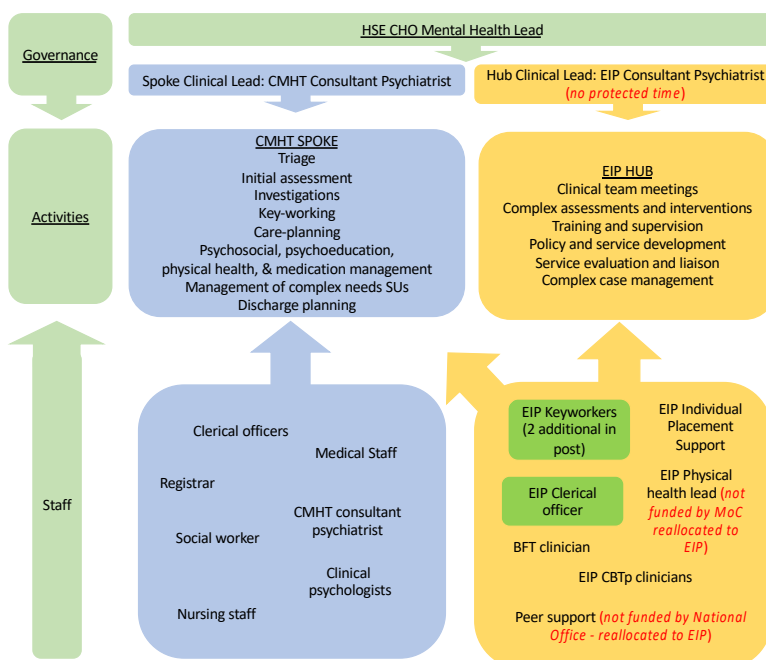 HSE CHO Mental Health Lead
Governance
Spoke Clinical Lead: CMHT Consultant Psychiatrist
Hub Clinical Lead: EIP Consultant Psychiatrist
(no protected time)
Activities
CMHT SPOKE
Triage
Initial assessment
Investigations
Key-working
Care-planning
Psychosocial, psychoeducation,
physical health, & medication management
Management of complex needs SUs
Discharge planning
EIP HUB
Clinical team meetings
Complex assessments and interventions
Training and supervision
Policy and service development
Service evaluation and liaison
Complex case management
Staff
Clerical officers
Medical Staff
Registrar
CMHT consultant
psychiatrist
Social worker
Clinical
psychologists
Nursing staff
EIP Keyworkers
(2 additional in
post)
EIP Individual
Placement
Support
EIP Clerical
officer
EIP Physical
health lead (not
funded by MoC
reallocated to
EIP)
BFT clinician
EIP CBTp clinicians
Peer support (not funded by National
Office - reallocated to EIP)